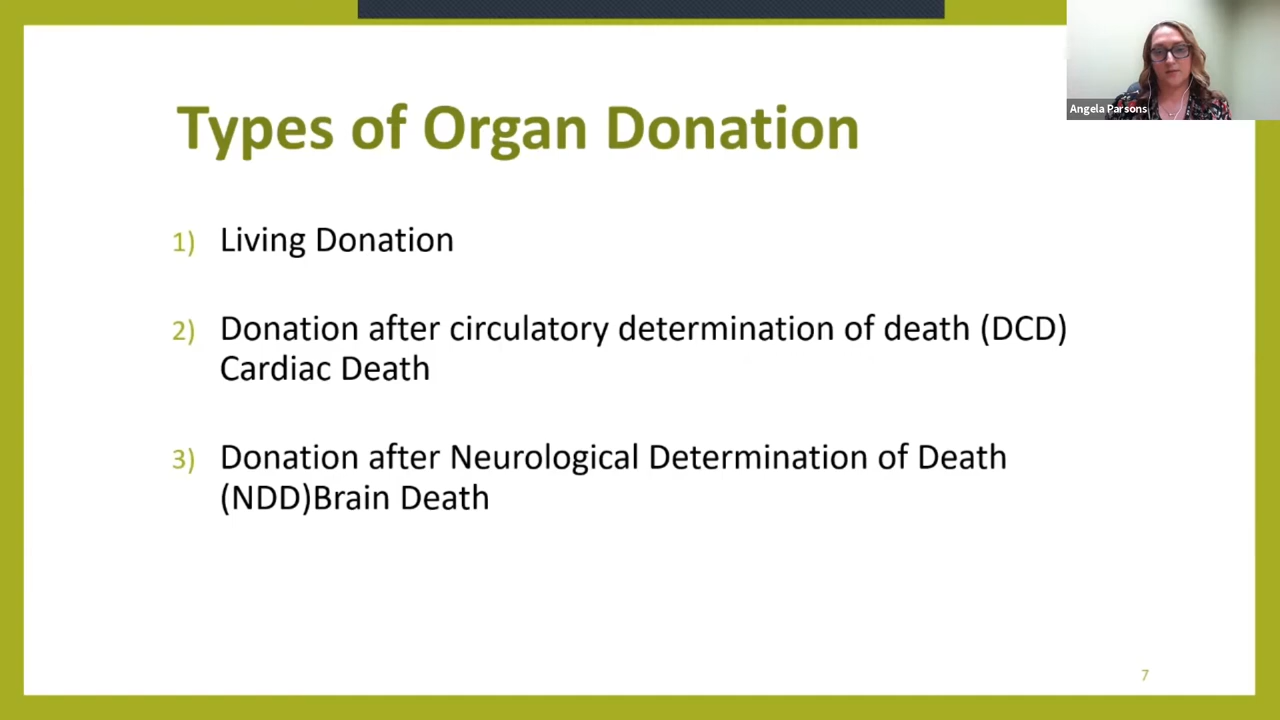 Types of Organ Donation
Angela Parsons
1) Living Donation
2) Donation after circulatory determination of death (DCD)
Cardiac Death
3) Donation after Neurological Determination of Death
(NDD)Brain Death
7